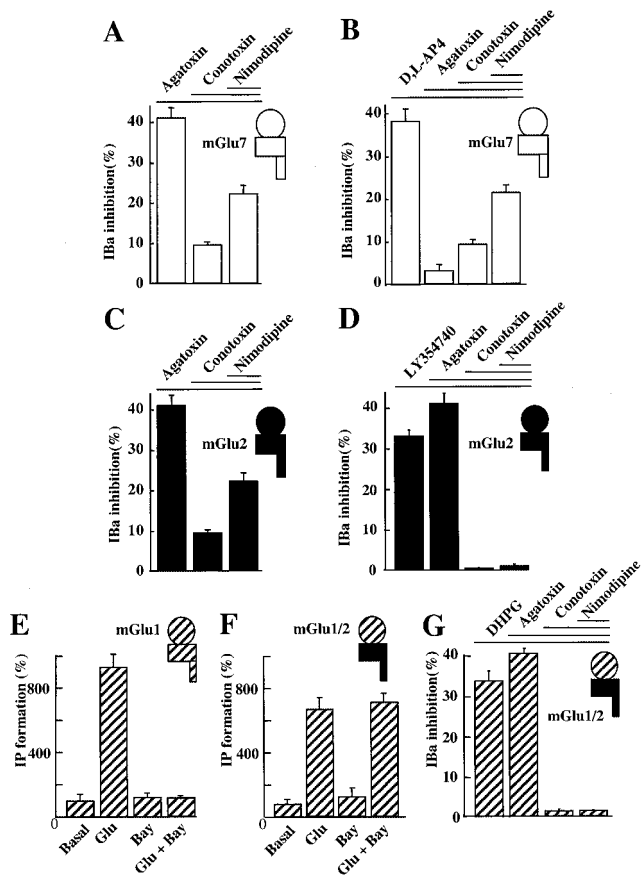 A
Agatoxin
Conotoxin
Nimodipine
IBa inhibition(%)
40
30
20
10
0
mGlu7
B
D,L-AP4
Agatoxin
Conotoxin
Nimodipine
IBa inhibition(%)
40
30
20
10
0
mGlu7
C
Agatoxin
Conotoxin
Nimodipine
IBa inhibition(%)
40
30
20
10
0
mGlu2
D
LY354740
Agatoxin
Conotoxin
Nimodipine
IBa inhibition(%)
40
30
20
10
0
mGlu2
E
mGlu1
IP formation (%)
800
400
0
Basal
Glu
Bay
Glu + Bay
F
mGlu1/2
IP formation (%)
800
400
0
Basal
Glu
Bay
Glu + Bay
G
DHPG
Agatoxin
Conotoxin
Nimodipine
IBa inhibition(%)
40
30
20
10
0
mGlu1/2